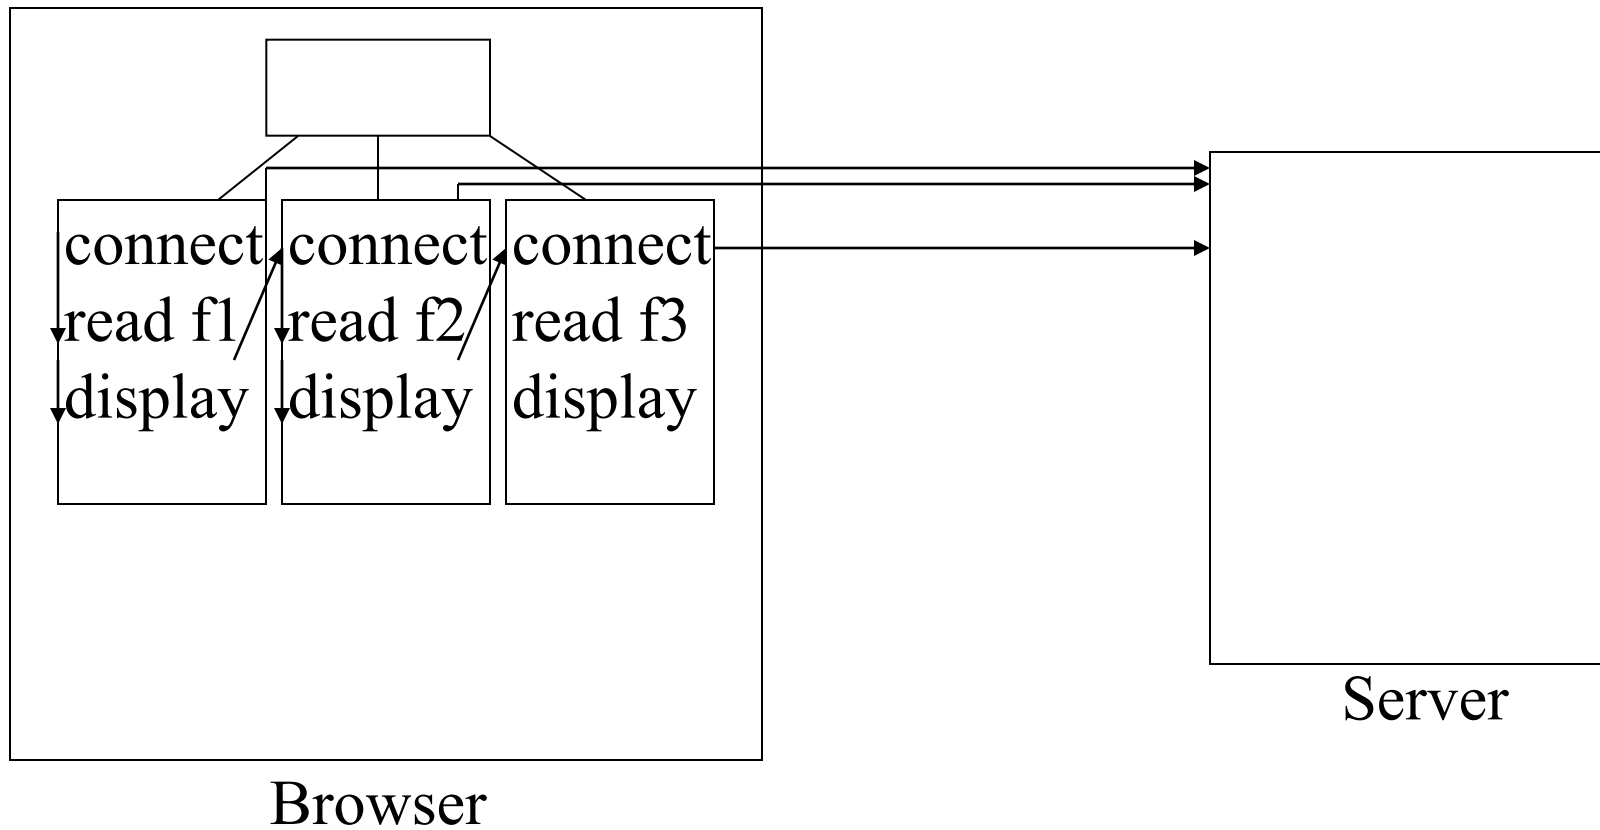 connect
read f1
display
connect
read f2
display
connect
read f3
display
Server
Browser